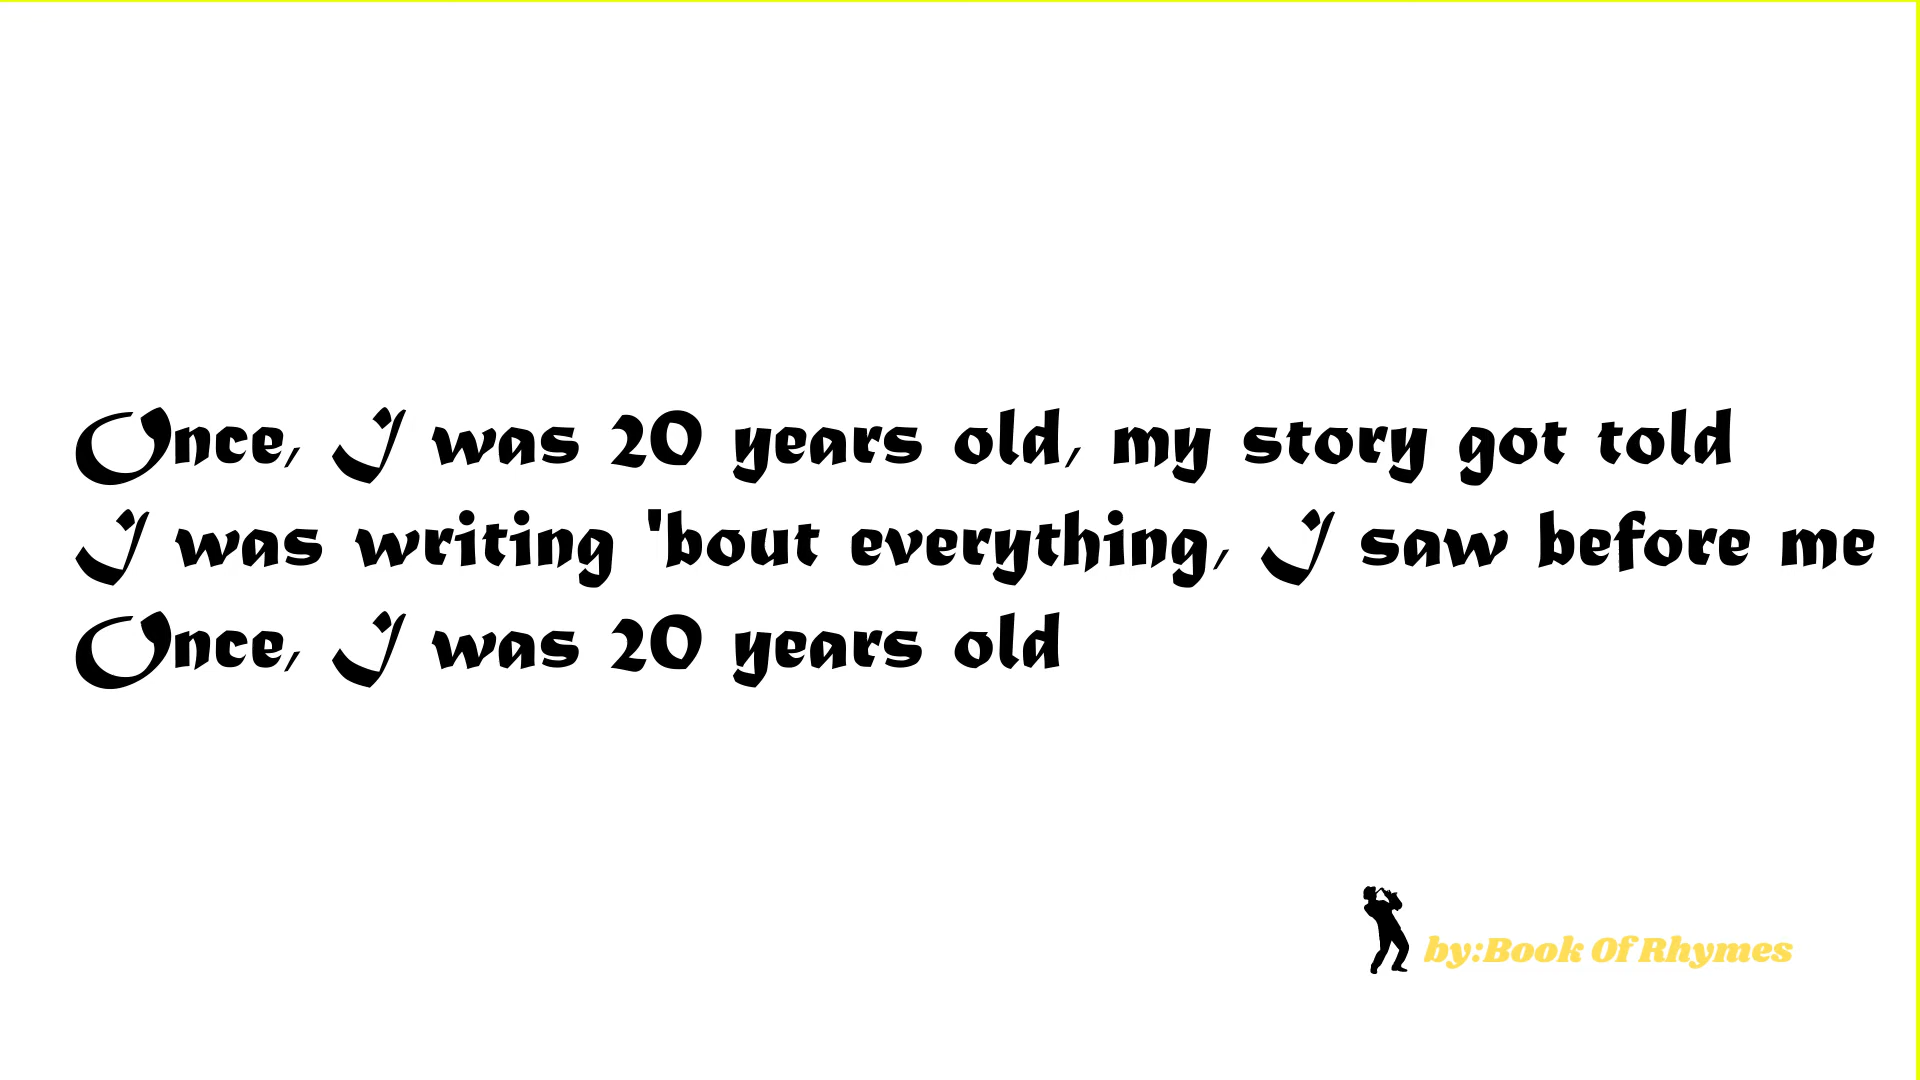 Once, I was 20 years old, my story got told
I was writing 'bout everything, I saw before me
Once, I was 20 years old
by:Book Of Rhymes